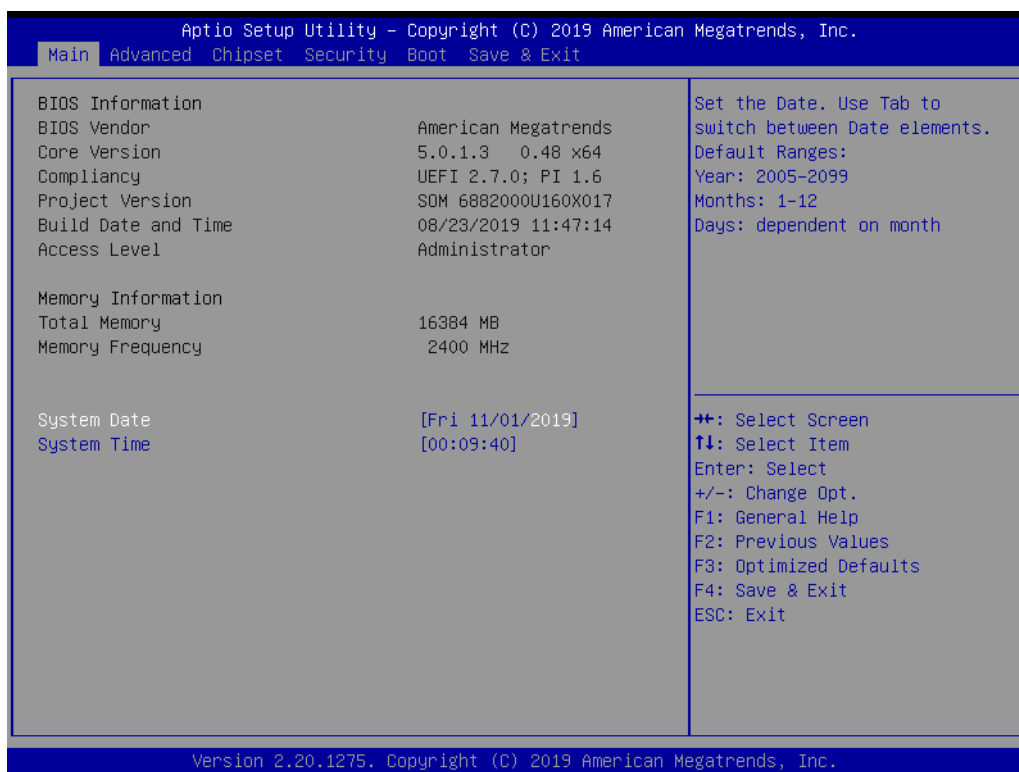 Aptio Setup Utility – Copyright (C) 2019 American Megatrends, Inc.
Main Advanced Chipset Security Boot Save & Exit
BIOS Information
BIOS Vendor American Megatrends
Core Version 5.0.1.3 0.48 x64
Compliancy UEFI 2.7.0; PI 1.6
Project Version SOM 6882000U160X017
Build Date and Time 08/23/2019 11:47:14
Access Level Administrator
Memory Information
Total Memory 16384 MB
Memory Frequency 2400 MHz
System Date [Fri 11/01/2019]
System Time [00:09:40]
Set the Date. Use Tab to
switch between Date elements.
Default Ranges:
Year: 2005-2099
Months: 1-12
Days: dependent on month
→←: Select Screen
↑↓: Select Item
Enter: Select
+/-: Change Opt.
F1: General Help
F2: Previous Values
F3: Optimized Defaults
F4: Save & Exit
ESC: Exit
Version 2.20.1275. Copyright (C) 2019 American Megatrends, Inc.